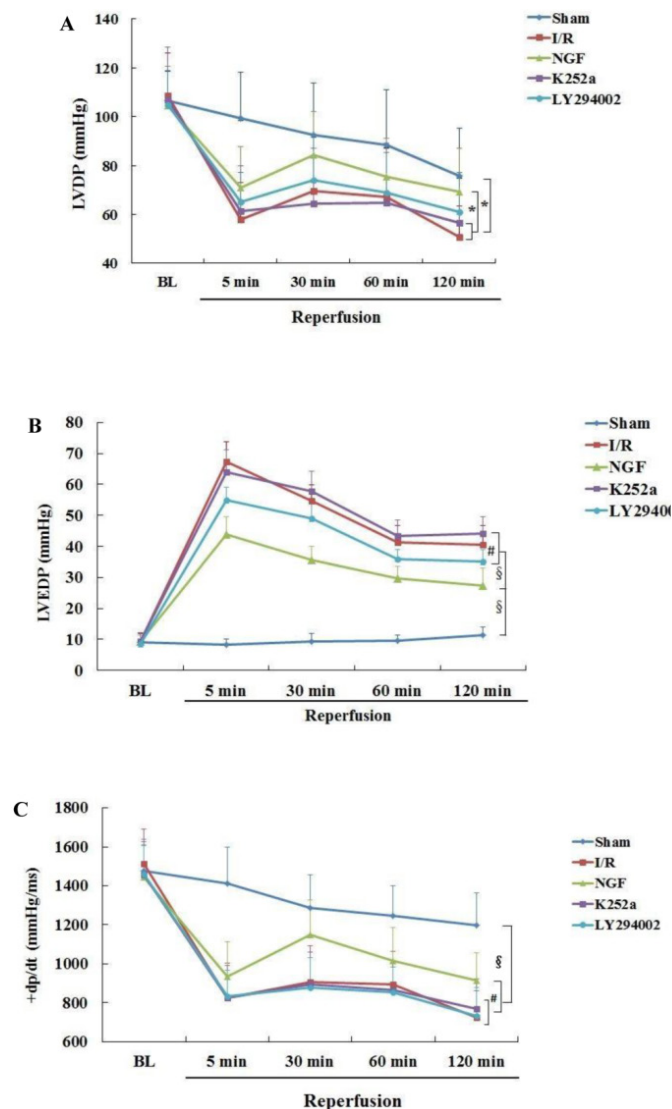 A
140
120
100
80
60
40
LVDP (mmHg)
BL
5 min
30 min
60 min
120 min
Reperfusion
Sham
I/R
NGF
K252a
LY294002
*
*
B
80
70
60
50
40
30
20
10
0
LVEDP (mmHg)
BL
5 min
30 min
60 min
120 min
Reperfusion
Sham
I/R
NGF
K252a
LY29400
#
§
§
C
1800
1600
1400
1200
1000
800
600
+dp/dt (mmHg/ms)
BL
5 min
30 min
60 min
120 min
Reperfusion
Sham
I/R
NGF
K252a
LY294002
§
#